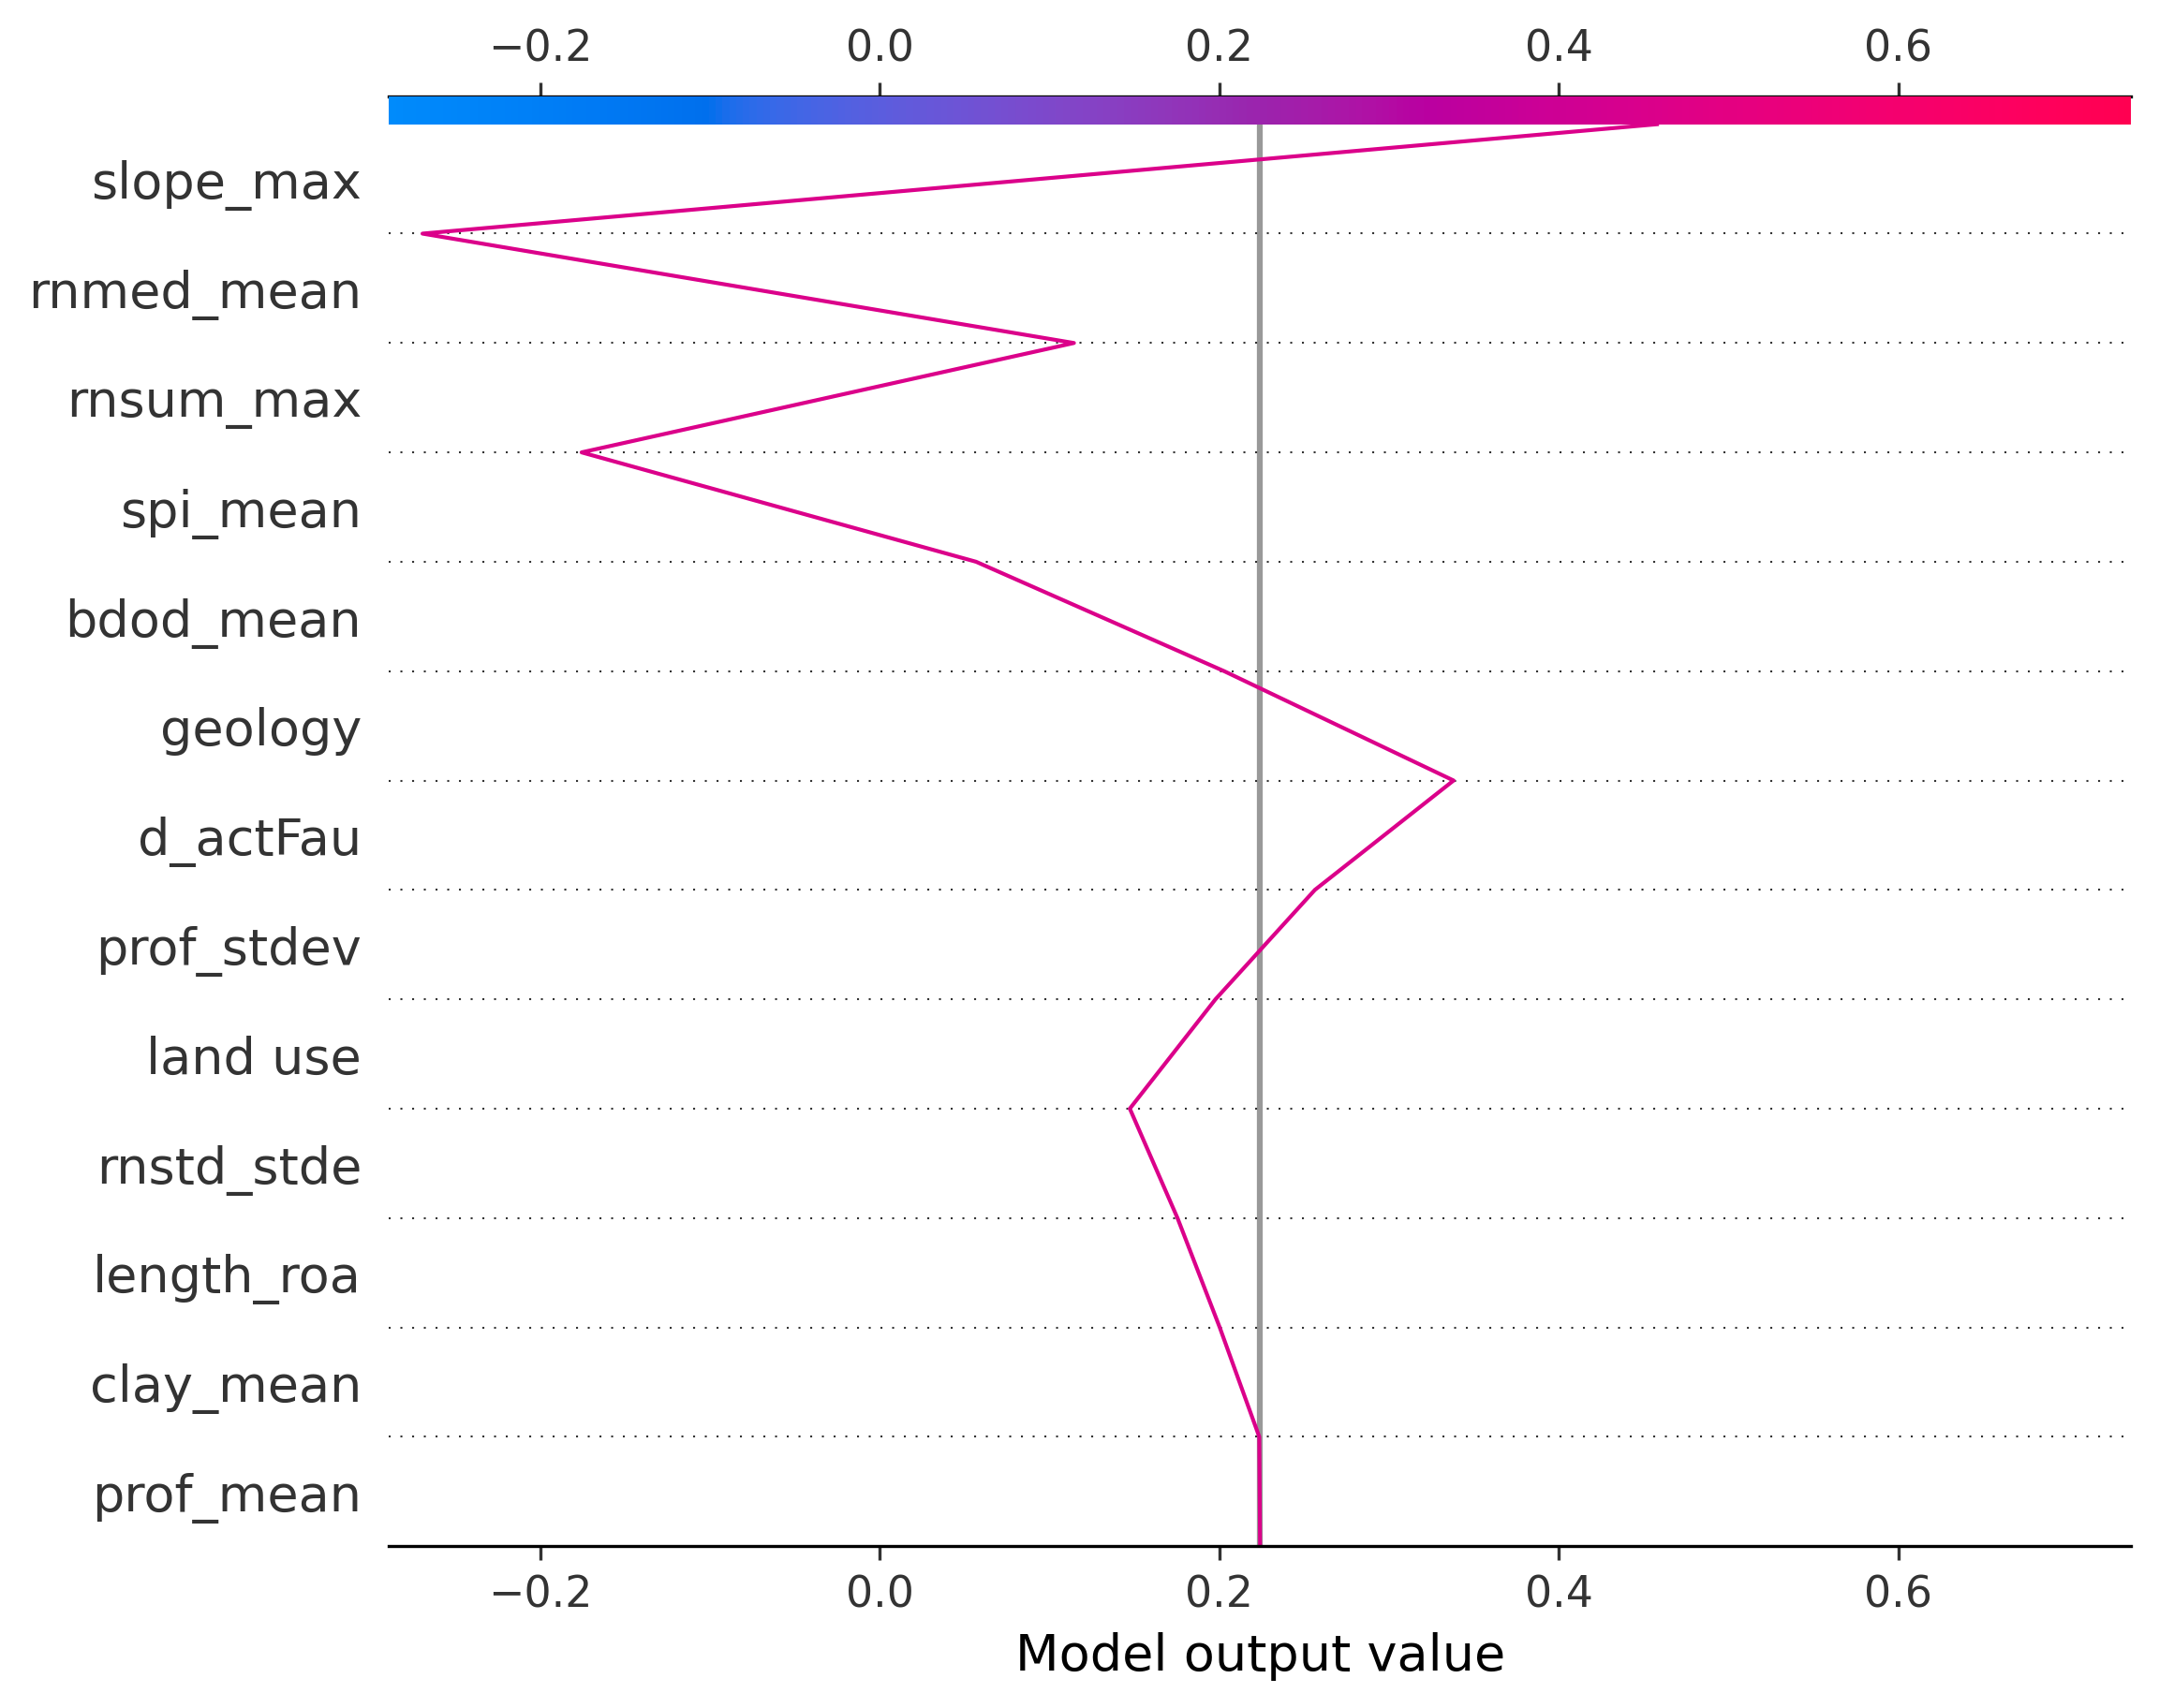 −0.2 0.0 0.2 0.4 0.6
slope_max
rnmed_mean
rnsum_max
spi_mean
bdod_mean
geology
d_actFau
prof_stdev
land use
rnstd_stde
length_roa
clay_mean
prof_mean
−0.2 0.0 0.2 0.4 0.6
Model output value